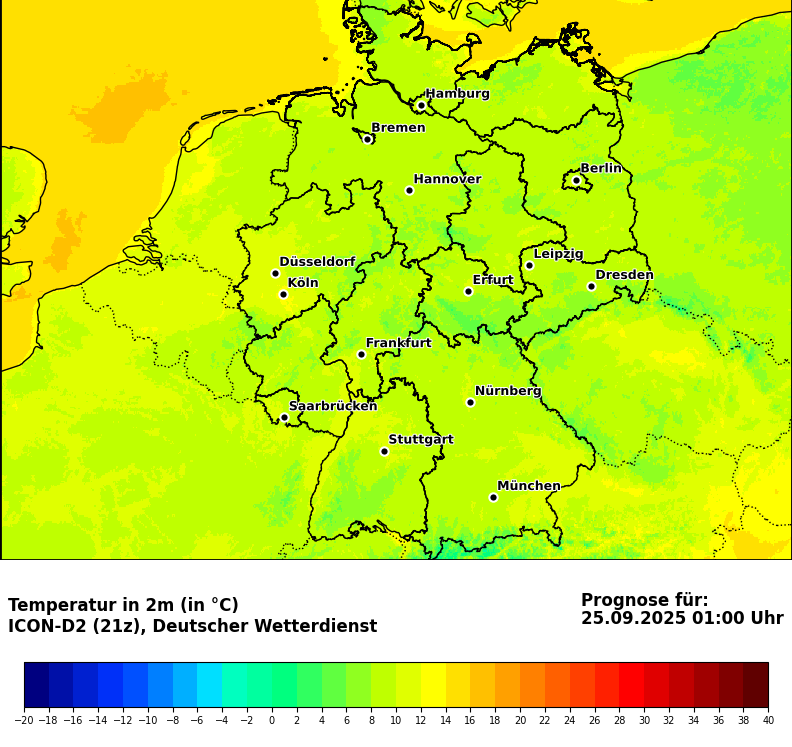 Hamburg
Bremen
Berlin
Hannover
Leipzig
Düsseldorf
Dresden
Köln
Erfurt
Frankfurt
Nürnberg
Saarbrücken
Stuttgart
München
Temperatur in 2m (in °C)
ICON-D2 (21z), Deutscher Wetterdienst
Prognose für:
25.09.2025 01:00 Uhr
−20 −18 −16 −14 −12 −10 −8 −6 −4 −2 0 2 4 6 8 10 12 14 16 18 20 22 24 26 28 30 32 34 36 38 40